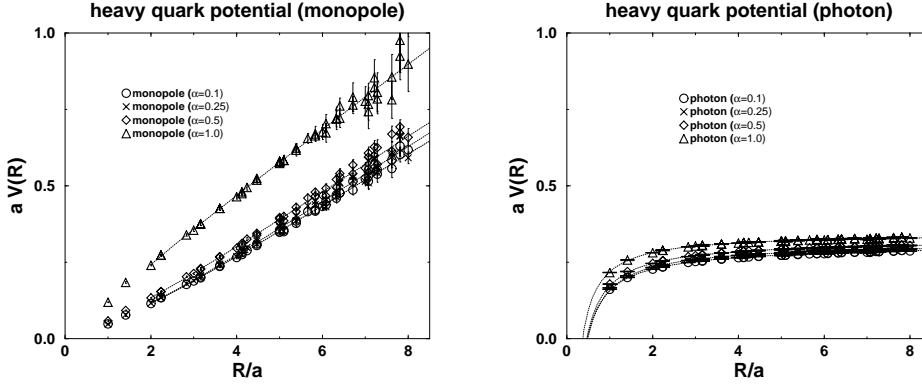 heavy quark potential (monopole)
a V(R)
1.0
0.5
0.0
monopole (α=0.1)
monopole (α=0.25)
monopole (α=0.5)
monopole (α=1.0)
0 2 4 6 8
R/a
heavy quark potential (photon)
a V(R)
1.0
0.5
0.0
photon (α=0.1)
photon (α=0.25)
photon (α=0.5)
photon (α=1.0)
0 2 4 6 8
R/a